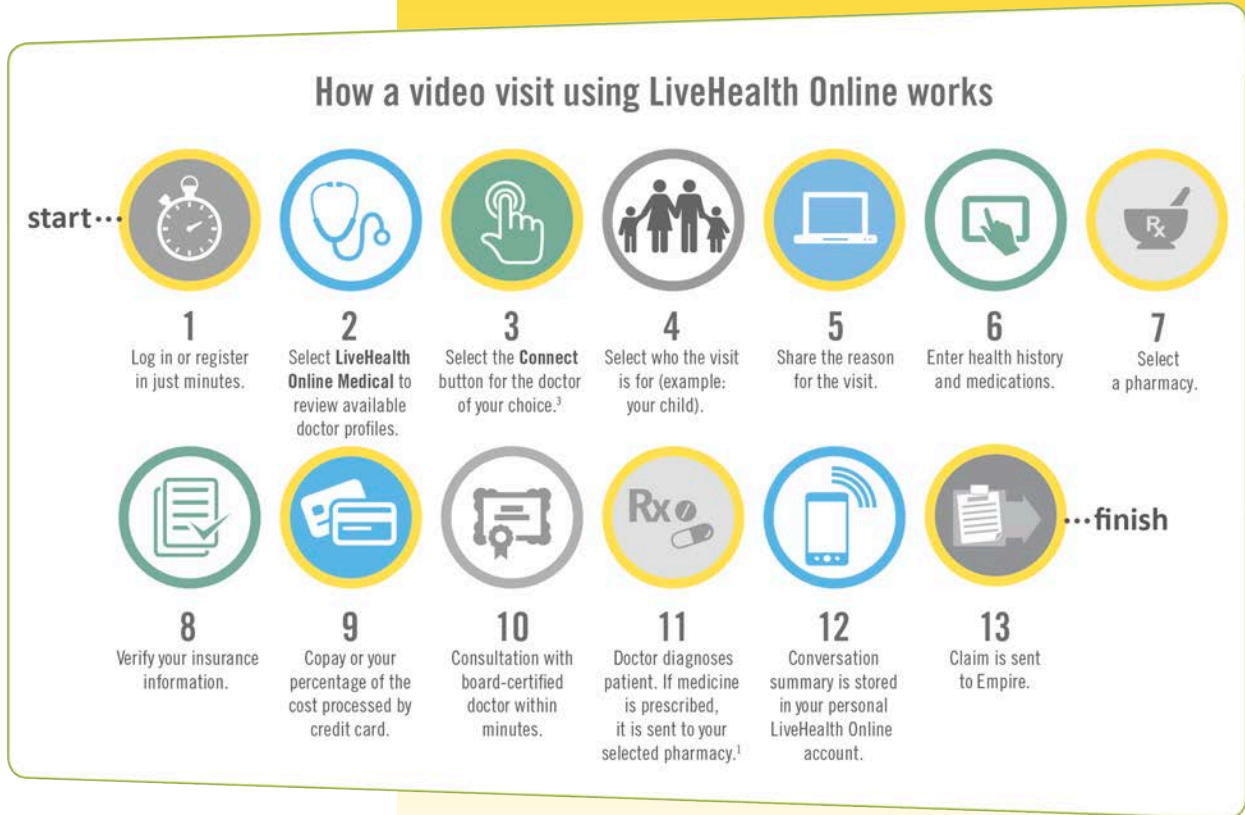 How a video visit using LiveHealth Online works
start···
1
Log in or register
in just minutes.
2
Select LiveHealth
Online Medical to
review available
doctor profiles.
3
Select the Connect
button for the doctor
of your choice.³
4
Select who the visit
is for (example:
your child).
5
Share the reason
for the visit.
6
Enter health history
and medications.
Rx
7
Select
a pharmacy.
8
Verify your insurance
information.
9
Copay or your
percentage of the
cost processed by
credit card.
10
Consultation with
board-certified
doctor within
minutes.
Rx
11
Doctor diagnoses
patient. If medicine
is prescribed,
it is sent to your
selected pharmacy.¹
12
Conversation
summary is stored
in your personal
LiveHealth Online
account.
13
Claim is sent
to Empire.
···finish